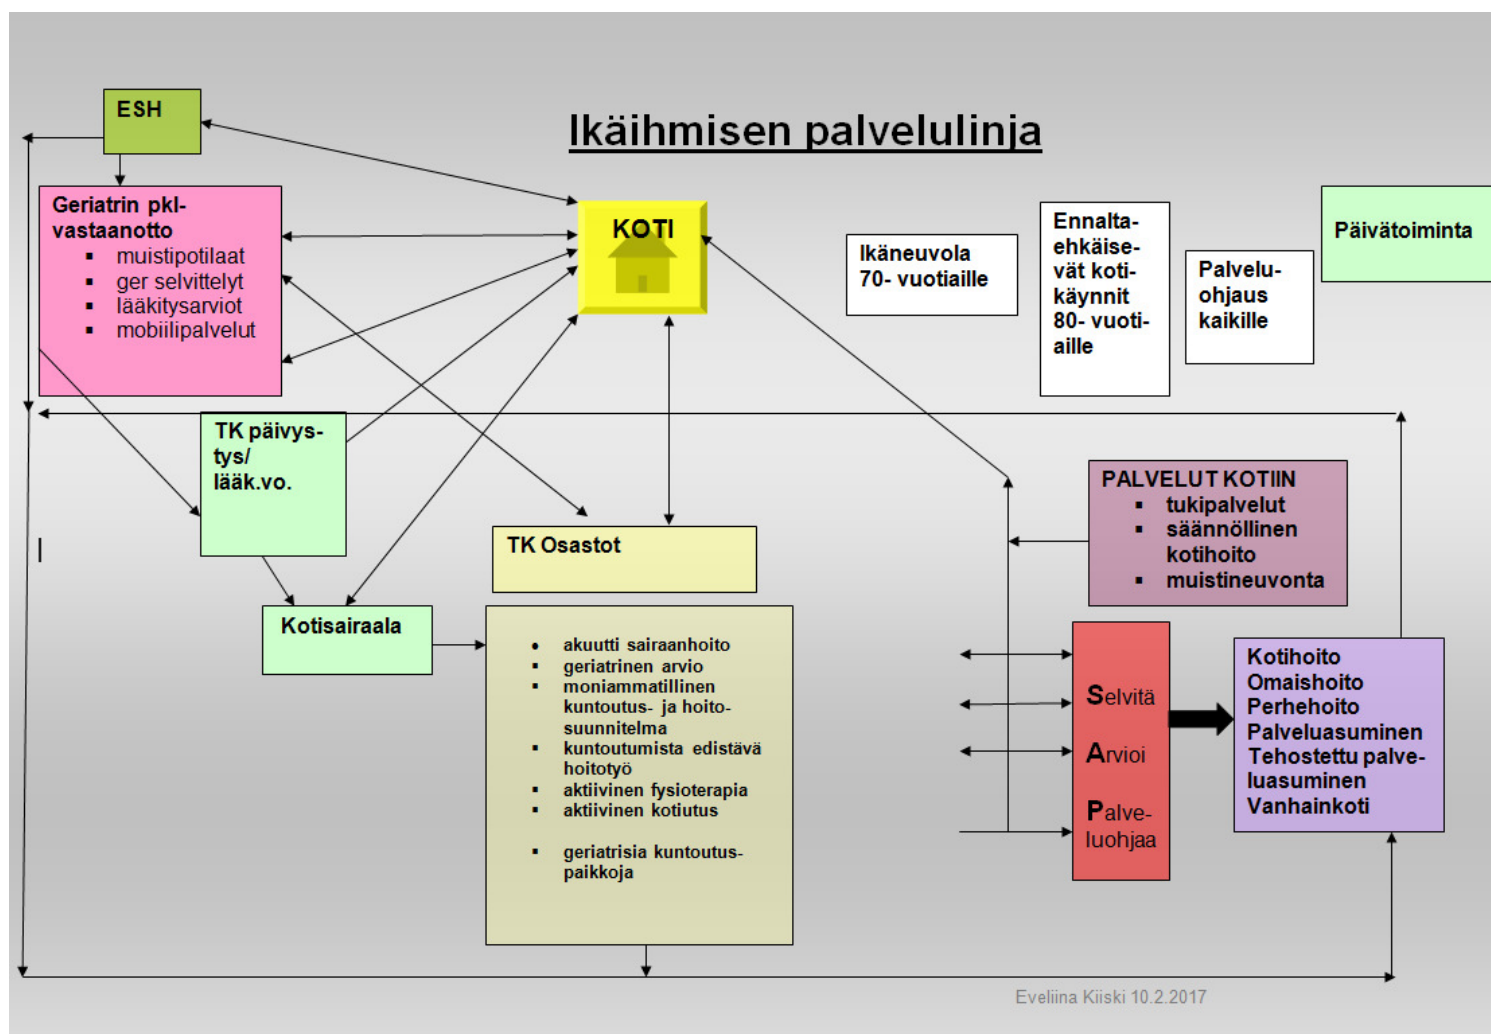 ESH
Ikäihmisen palvelulinja
Geriatrin pkl-
vastaanotto
▪ muistipotilaat
▪ ger selvittelyt
▪ lääkitysarviot
▪ mobiilipalvelut
KOTI
Ikäneuvola
70- vuotiaille
Ennalta-
ehkäise-
vät koti-
käynnit
80- vuoti-
aille
Palvelu-
ohjaus
kaikille
Päivätoiminta
TK päivys-
tys/
lääk.vo.
Kotisairaala
TK Osastot
• akuutti sairaanhoito
▪ geriatrinen arvio
▪ moniammatillinen
kuntoutus- ja hoito-
suunnitelma
▪ kuntoutumista edistävä
hoitotyö
▪ aktiivinen fysioterapia
▪ aktiivinen kotiutus
▪ geriatrisia kuntoutus-
paikkoja
PALVELUT KOTIIN
▪ tukipalvelut
▪ säännöllinen
kotihoito
▪ muistineuvonta
Selvitä
Arvioi
Palve-
luohjaa
Kotihoito
Omaishoito
Perhehoito
Palveluasuminen
Tehostettu palve-
luasuminen
Vanhainkoti
Eveliina Kiiski 10.2.2017